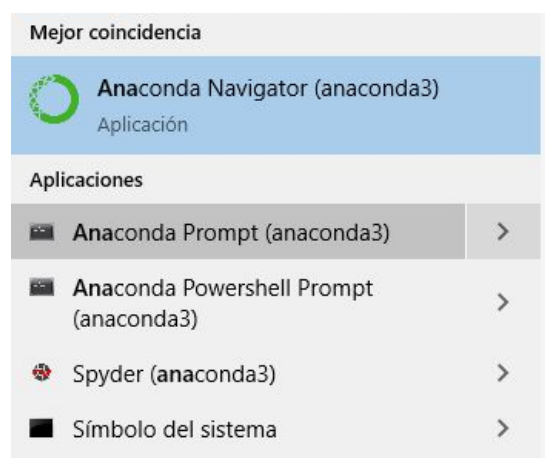 Mejor coincidencia
Anaconda Navigator (anaconda3)
Aplicación
Aplicaciones
Anaconda Prompt (anaconda3)
Anaconda Powershell Prompt
(anaconda3)
Spyder (anaconda3)
Símbolo del sistema